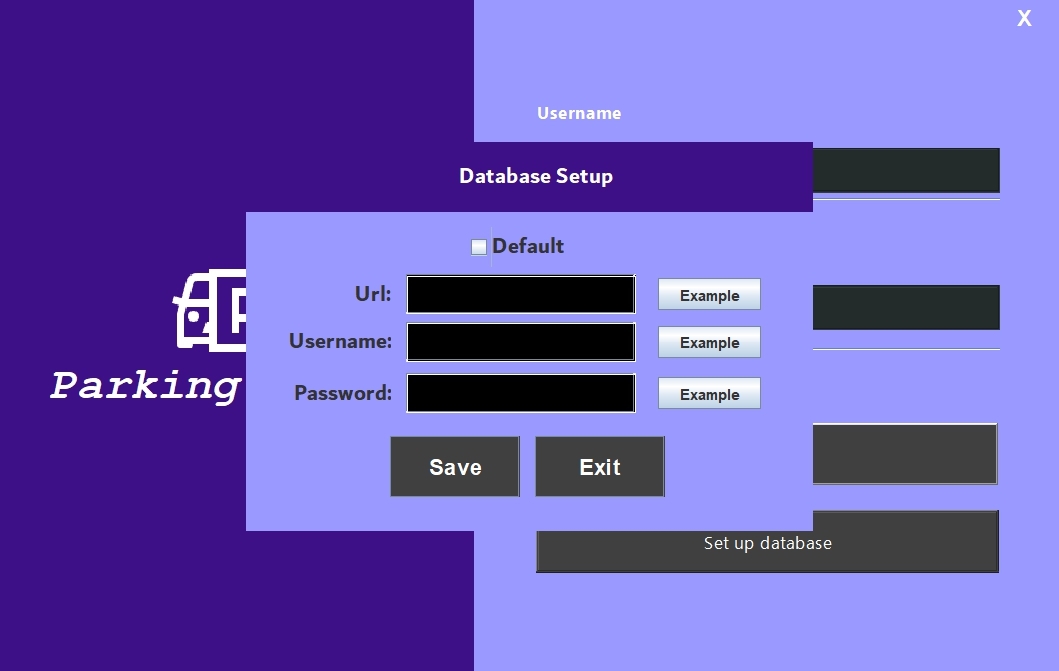 X
Username
Database Setup
Default
Url:
Example
Username:
Example
Parking
Password:
Example
Save
Exit
Set up database